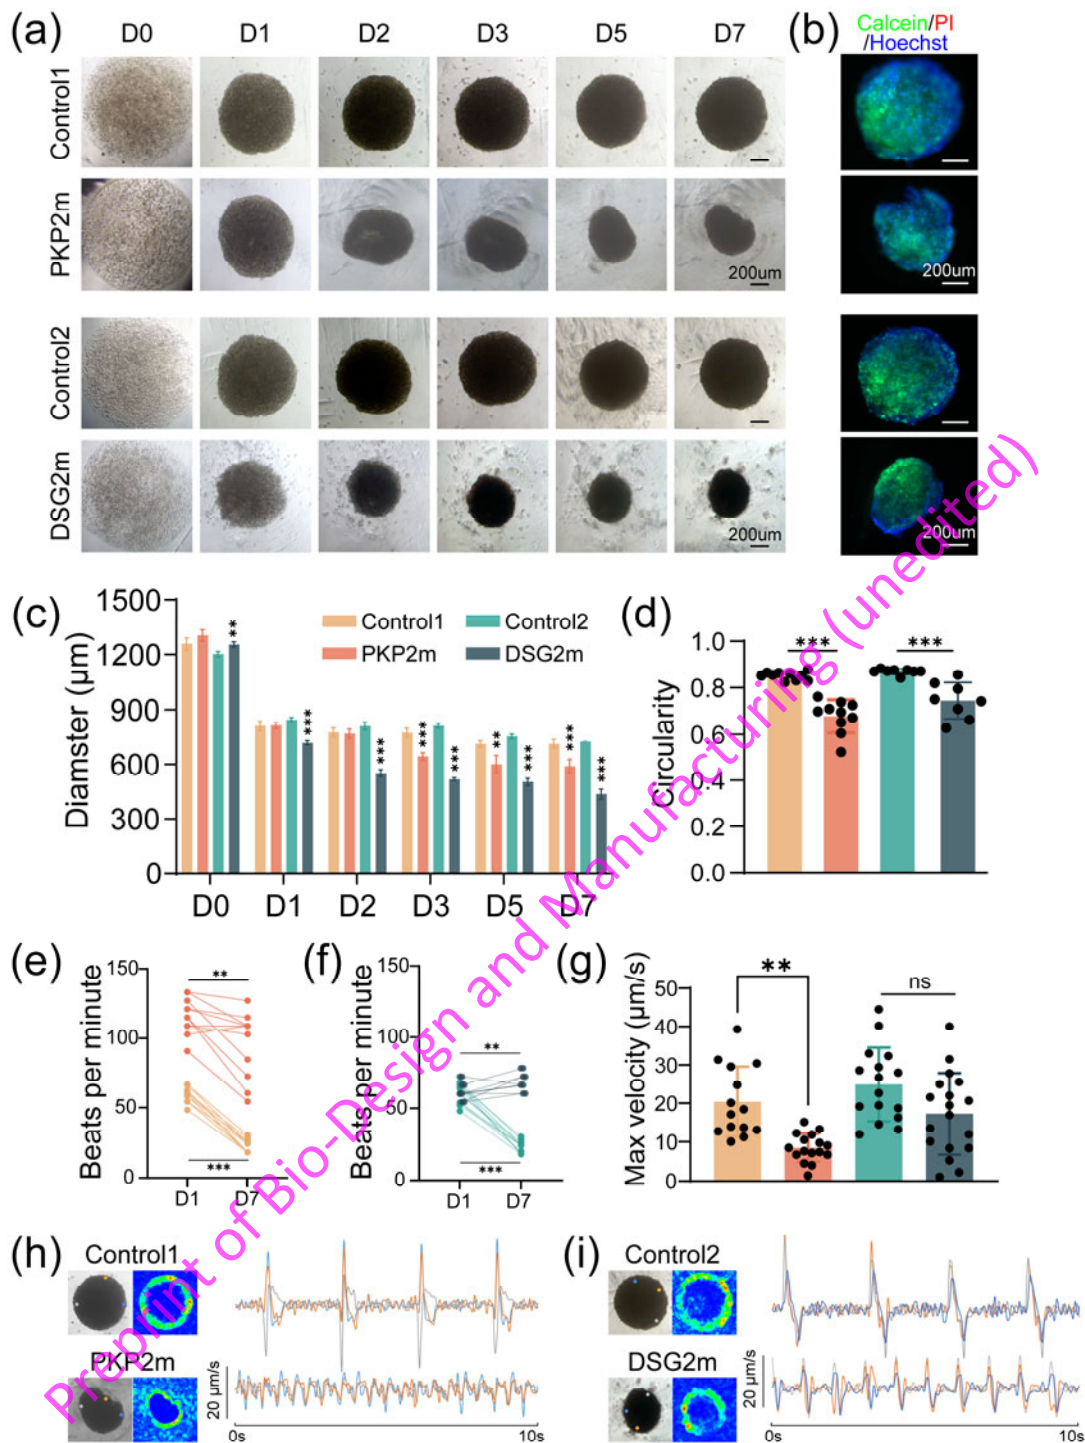 (a) D0 D1 D2 D3 D5 D7
(b) Calcein/PI
/Hoechst
Control1
PKP2m
200um
200um
Control2
DSG2m
200um
200um
(c)
Diamster (μm)
1500
1200
900
600
300
0
Control1 Control2
PKP2m DSG2m
** *** *** *** *** ** *** *** ***
D0 D1 D2 D3 D5 D7
(d)
Circularity
1.0
0.8
0.6
0.4
0.2
0.0
*** ***
(e)
Beats per minute
150
100
50
0
**
***
D1 D7
(f)
Beats per minute
150
100
50
0
**
***
D1 D7
(g)
Max velocity (μm/s)
50
40
30
20
10
0
** ns
(h) Control1
PKP2m
20 μm/s
0s 10s
(i) Control2
DSG2m
20 μm/s
0s 10s
Preprint of Bio-Design and Manufacturing (unedited)